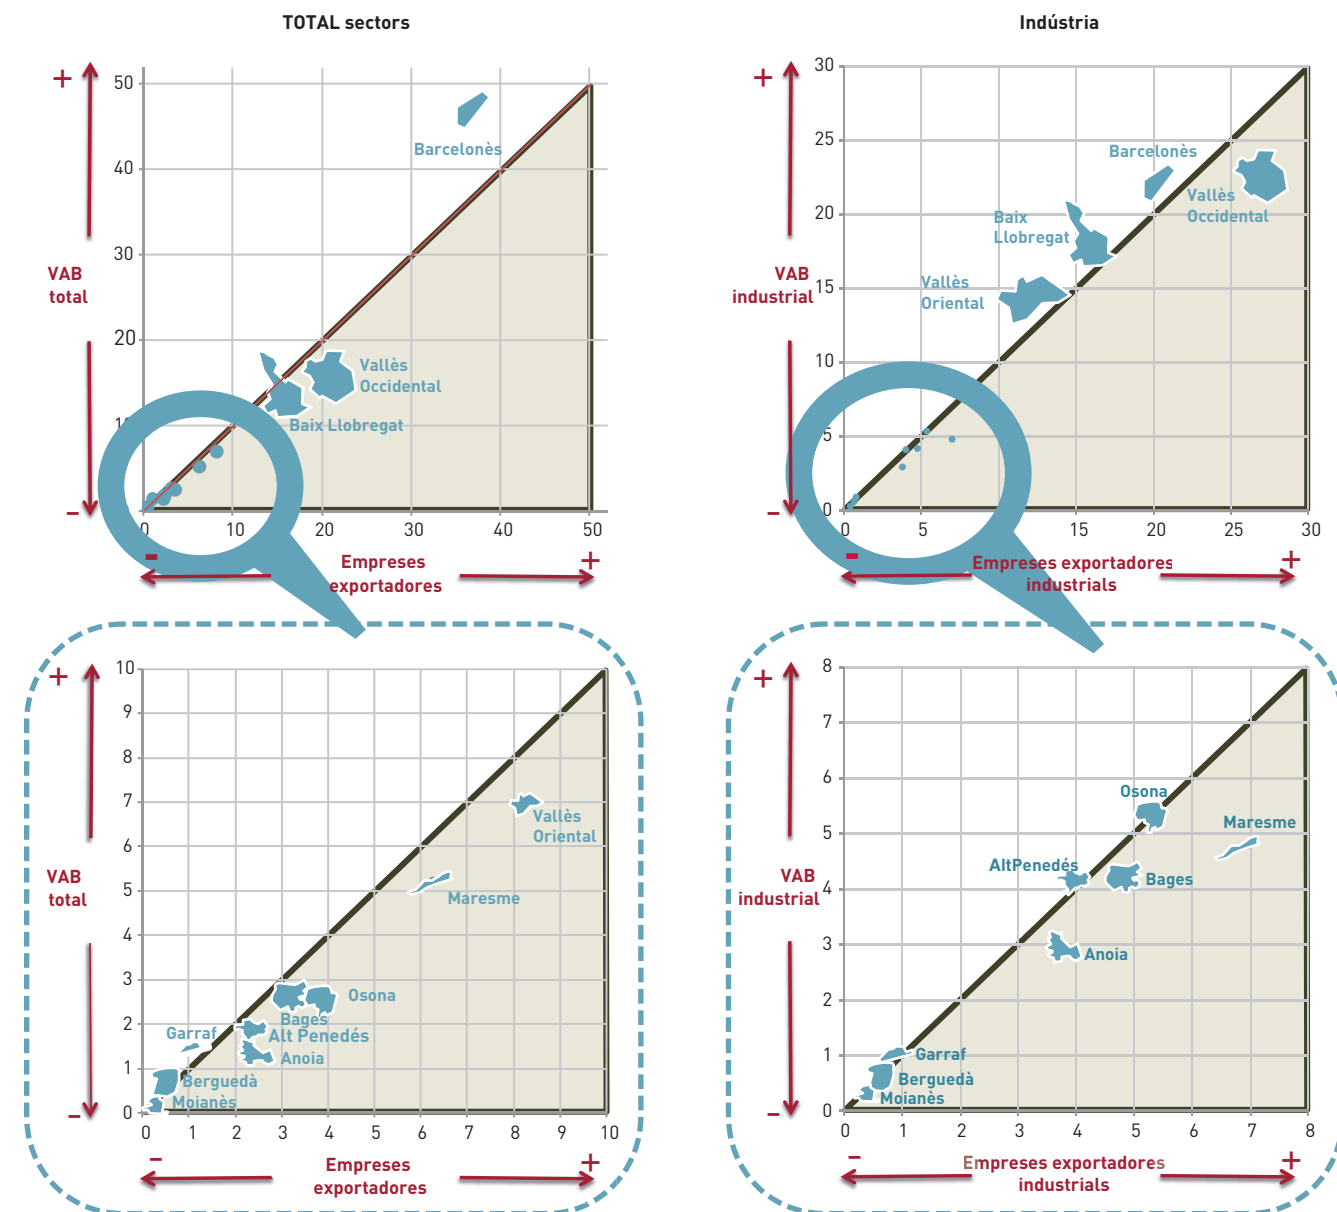 TOTAL sectors
+
50
40
30
20
10
0
VAB
total
–
Barcelonès
Vallès
Occidental
Baix Llobregat
0 10 20 30 40 50
-
Empreses
exportadores
+
Indústria
+
30
25
20
15
10
5
0
VAB
industrial
–
Barcelonès
Vallès
Occidental
Baix
Llobregat
Vallès
Oriental
0 5 15 20 25 30
-
Empreses exportadores
industrials
+
+
10
9
8
7
6
5
4
3
2
1
0
VAB
total
–
Vallès
Oriental
Maresme
Osona
Bages
Garraf
Alt Penedés
Anoia
Berguedà
Moianès
0 1 2 3 4 5 6 7 8 9 10
–
Empreses
exportadores
+
+
8
7
6
5
4
3
2
1
0
VAB
industrial
–
Osona
Maresme
AltPenedés
Bages
Anoia
Garraf
Berguedà
Moianès
0 1 2 3 4 5 6 7 8
–
Empreses exportadores
industrials
+